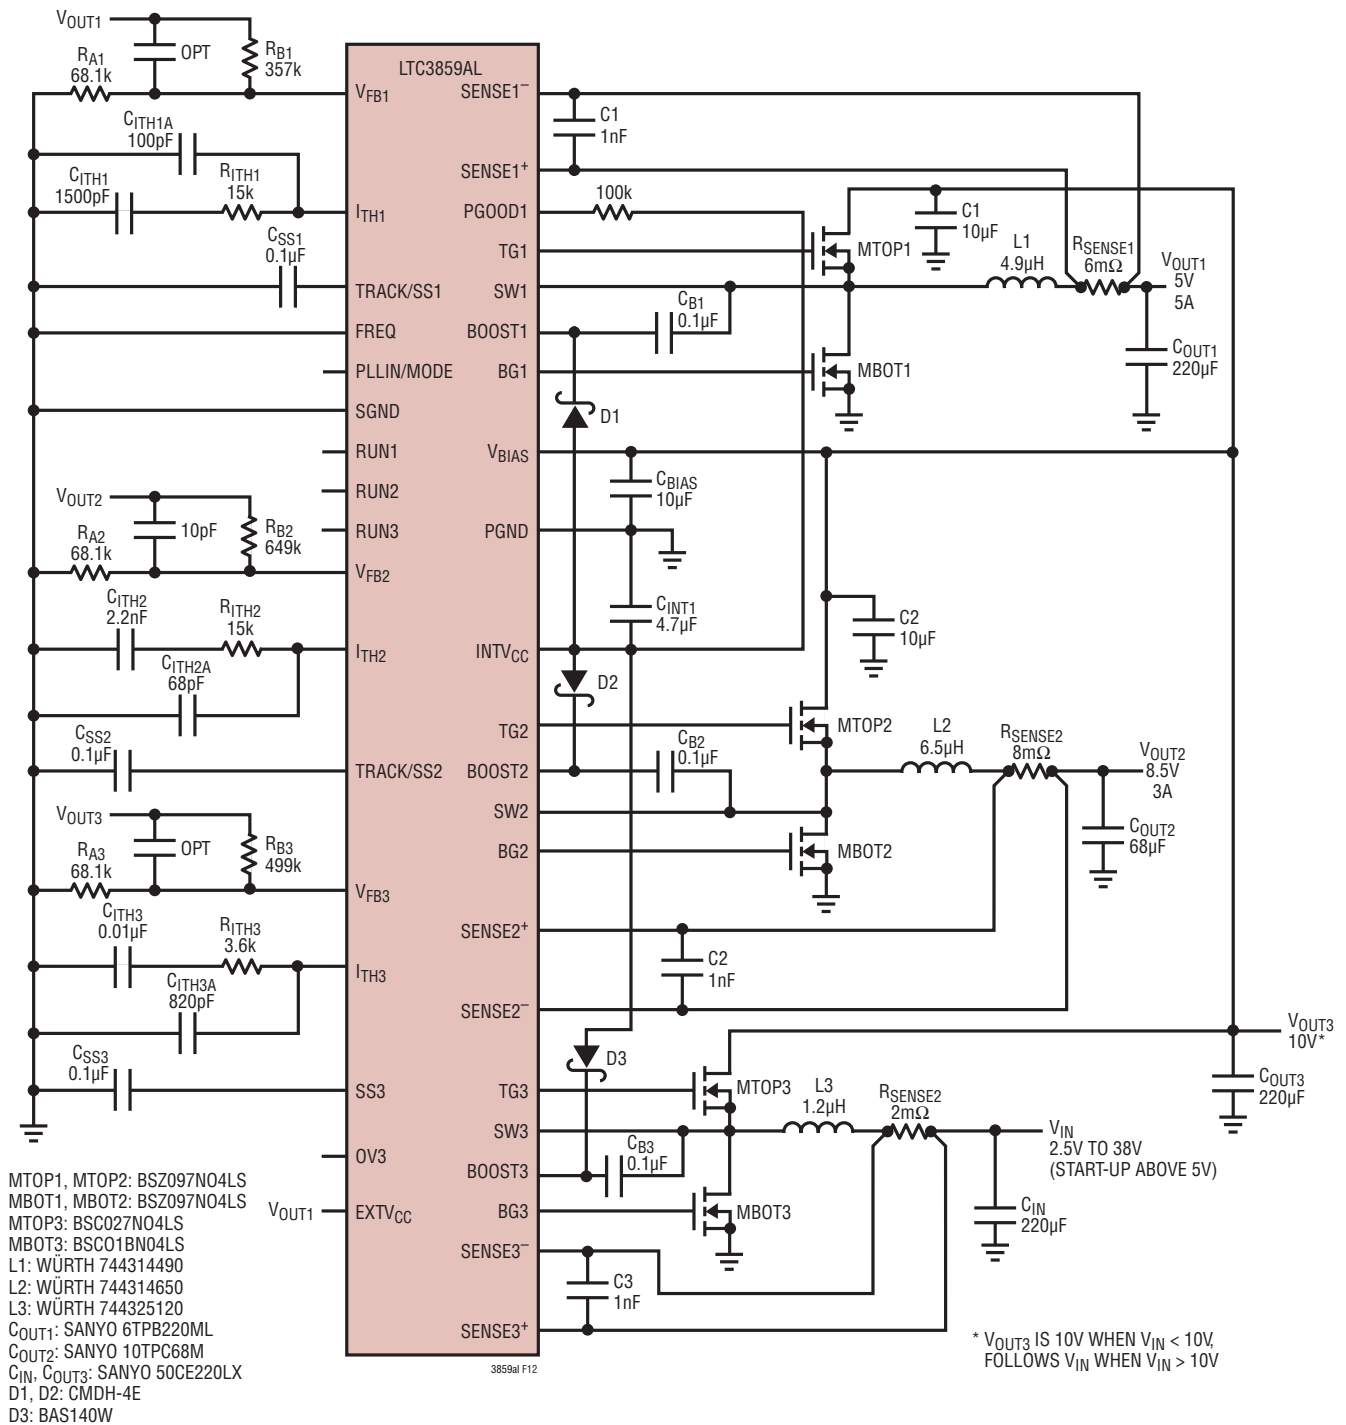 VOUT1
OPT
RB1
357k
RA1
68.1k
CITH1A
100pF
CITH1
1500pF
RITH1
15k
CSS1
0.1µF
VOUT2
10pF
RB2
649k
RA2
68.1k
CITH2
2.2nF
RITH2
15k
CITH2A
68pF
CSS2
0.1µF
VOUT3
OPT
RB3
499k
RA3
68.1k
CITH3
0.01µF
RITH3
3.6k
CITH3A
820pF
CSS3
0.1µF
VOUT1
LTC3859AL
VFB1
ITH1
TRACK/SS1
FREQ
PLLIN/MODE
SGND
RUN1
RUN2
RUN3
VFB2
ITH2
TRACK/SS2
VFB3
ITH3
SS3
OV3
EXTVCC
SENSE1–
SENSE1+
PGOOD1
TG1
SW1
BOOST1
BG1
VBIAS
PGND
INTVCC
TG2
BOOST2
SW2
BG2
SENSE2+
SENSE2–
TG3
SW3
BOOST3
BG3
SENSE3–
SENSE3+
C1
1nF
100k
MTOP1
C1
10µF
L1
4.9µH
RSENSE1
6mΩ
VOUT1
5V
5A
CB1
0.1µF
MBOT1
COUT1
220µF
D1
CBIAS
10µF
CINT1
4.7µF
C2
10µF
D2
MTOP2
L2
6.5µH
RSENSE2
8mΩ
VOUT2
8.5V
3A
CB2
0.1µF
MBOT2
COUT2
68µF
C2
1nF
D3
MTOP3
L3
1.2µH
RSENSE2
2mΩ
VOUT3
10V*
COUT3
220µF
VIN
2.5V TO 38V
(START-UP ABOVE 5V)
CB3
0.1µF
MBOT3
CIN
220µF
C3
1nF
MTOP1, MTOP2: BSZ097NO4LS
MBOT1, MBOT2: BSZ097NO4LS
MTOP3: BSC027NO4LS
MBOT3: BSCO1BN04LS
L1: WÜRTH 744314490
L2: WÜRTH 744314650
L3: WÜRTH 744325120
COUT1: SANYO 6TPB220ML
COUT2: SANYO 10TPC68M
CIN, COUT3: SANYO 50CE220LX
D1, D2: CMDH-4E
D3: BAS140W
3859al F12
* VOUT3 IS 10V WHEN VIN < 10V,
FOLLOWS VIN WHEN VIN > 10V